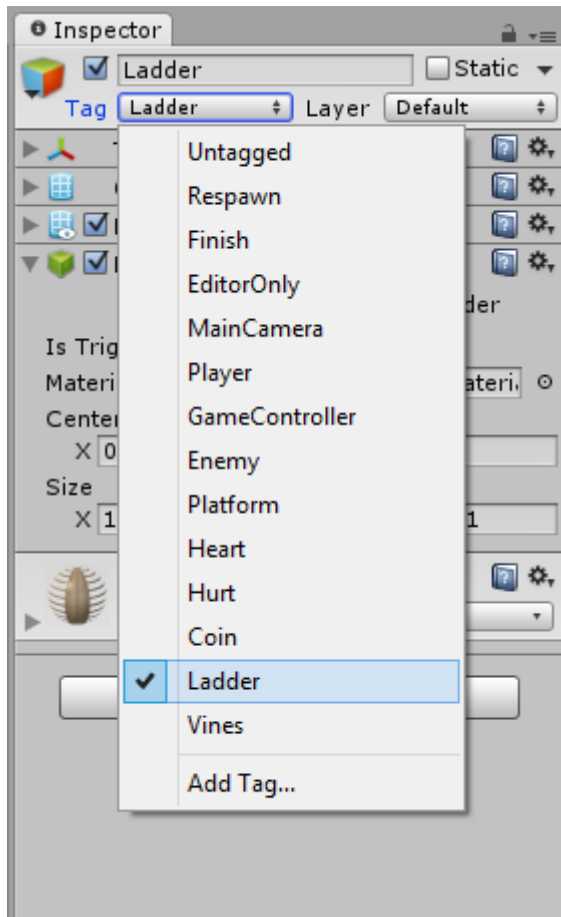 Inspector
Ladder Static
Tag Ladder Layer Default
Untagged
Respawn
Finish
EditorOnly
MainCamera
Player
GameController
Enemy
Platform
Heart
Hurt
Coin
Ladder
Vines
Add Tag...
der
Is Trig
Materi ateri
Center
X 0
Size
X 1 1